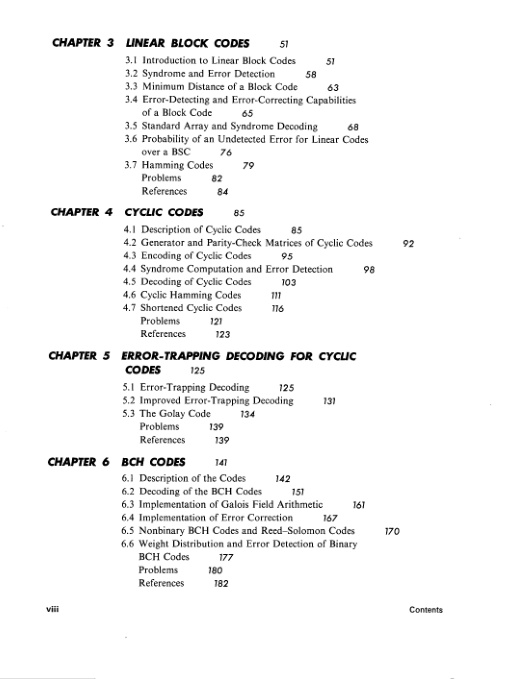 CHAPTER 3 LINEAR BLOCK CODES 51
3.1 Introduction to Linear Block Codes 51
3.2 Syndrome and Error Detection 58
3.3 Minimum Distance of a Block Code 63
3.4 Error-Detecting and Error-Correcting Capabilities
of a Block Code 65
3.5 Standard Array and Syndrome Decoding 68
3.6 Probability of an Undetected Error for Linear Codes
over a BSC 76
3.7 Hamming Codes 79
Problems 82
References 84
CHAPTER 4 CYCLIC CODES 85
4.1 Description of Cyclic Codes 85
4.2 Generator and Parity-Check Matrices of Cyclic Codes 92
4.3 Encoding of Cyclic Codes 95
4.4 Syndrome Computation and Error Detection 98
4.5 Decoding of Cyclic Codes 103
4.6 Cyclic Hamming Codes 111
4.7 Shortened Cyclic Codes 116
Problems 121
References 123
CHAPTER 5 ERROR-TRAPPING DECODING FOR CYCLIC
CODES 125
5.1 Error-Trapping Decoding 125
5.2 Improved Error-Trapping Decoding 131
5.3 The Golay Code 134
Problems 139
References 139
CHAPTER 6 BCH CODES 141
6.1 Description of the Codes 142
6.2 Decoding of the BCH Codes 151
6.3 Implementation of Galois Field Arithmetic 161
6.4 Implementation of Error Correction 167
6.5 Nonbinary BCH Codes and Reed-Solomon Codes 170
6.6 Weight Distribution and Error Detection of Binary
BCH Codes 177
Problems 180
References 182
viii Contents